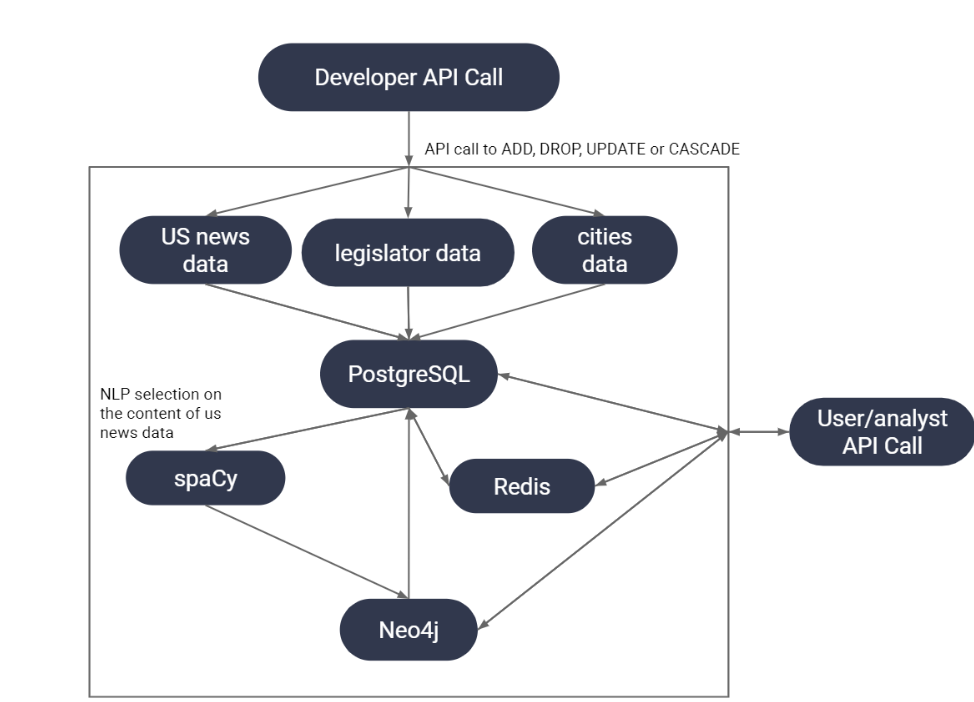 Developer API Call
API call to ADD, DROP, UPDATE or CASCADE
US news
data
legislator data
cities
data
PostgreSQL
NLP selection on
the content of us
news data
User/analyst
API Call
spaCy
Redis
Neo4j